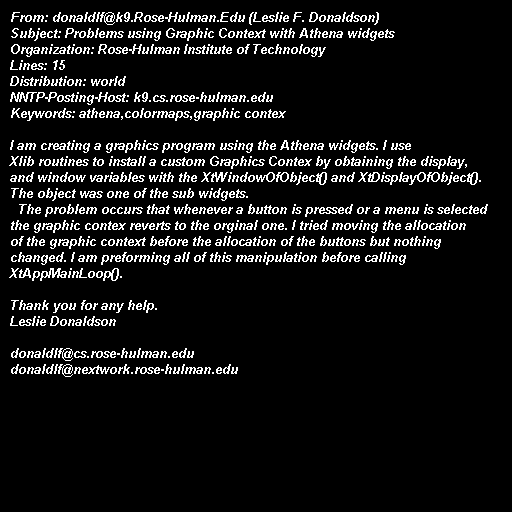 From: donaldlf@k9.Rose-Hulman.Edu (Leslie F. Donaldson)
Subject: Problems using Graphic Context with Athena widgets
Organization: Rose-Hulman Institute of Technology
Lines: 15
Distribution: world
NNTP-Posting-Host: k9.cs.rose-hulman.edu
Keywords: athena,colormaps,graphic contex

I am creating a graphics program using the Athena widgets. I use
Xlib routines to install a custom Graphics Contex by obtaining the display,
and window variables with the XtWindowOfObject() and XtDisplayOfObject().
The object was one of the sub widgets.
  The problem occurs that whenever a button is pressed or a menu is selected
the graphic contex reverts to the orginal one. I tried moving the allocation
of the graphic context before the allocation of the buttons but nothing
changed. I am preforming all of this manipulation before calling
XtAppMainLoop().

Thank you for any help.
Leslie Donaldson

donaldlf@cs.rose-hulman.edu
donaldlf@nextwork.rose-hulman.edu